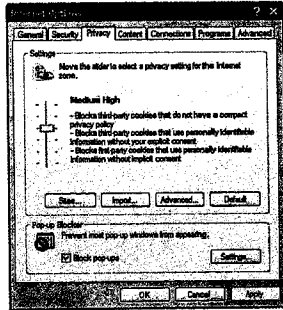 Internet Options ? ×
General Security Privacy Content Connections Programs Advanced
Settings
Move the slider to select a privacy setting for the Internet
zone.
Medium High
- Blocks third-party cookies that do not have a compact
privacy policy
- Blocks third-party cookies that use personally identifiable
information without your explicit consent
- Blocks first-party cookies that use personally identifiable
information without implicit consent
Sites... Import... Advanced... Default
Pop-up Blocker
Prevent most pop-up windows from appearing.
Block pop-ups Settings...
OK Cancel Apply